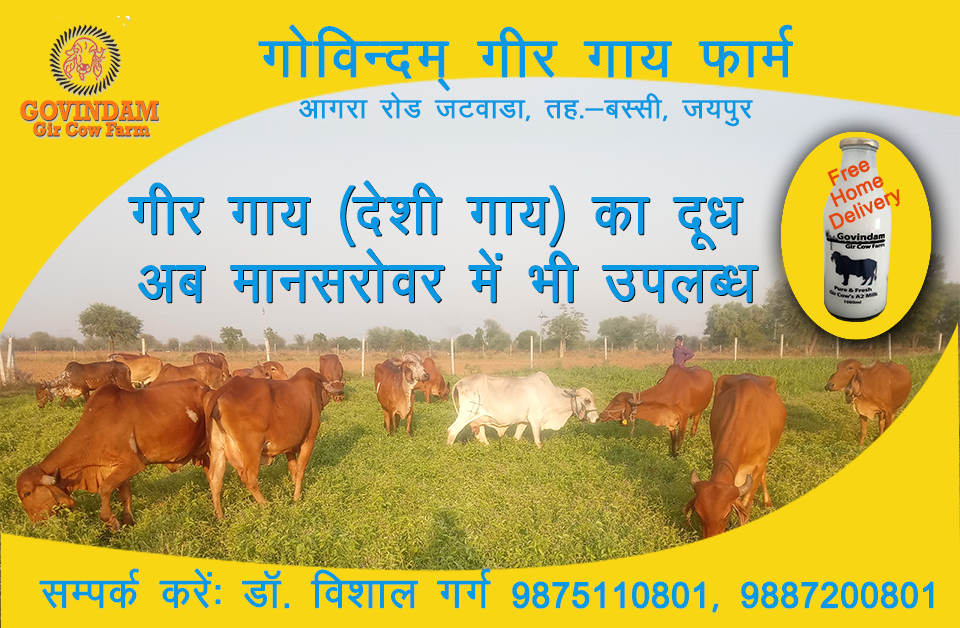 GOVINDAM
Gir Cow Farm
गोविन्दम् गीर गाय फार्म
आगरा रोड जटवाडा, तह.–बस्सी, जयपुर
गीर गाय (देशी गाय) का दूध
अब मानसरोवर में भी उपलब्ध
Free
Home
Delivery
Govindam
Gir Cow Farm
Pure & Fresh
Gir Cow's A2 Milk
1000ml
सम्पर्क करें: डॉ. विशाल गर्ग 9875110801, 9887200801